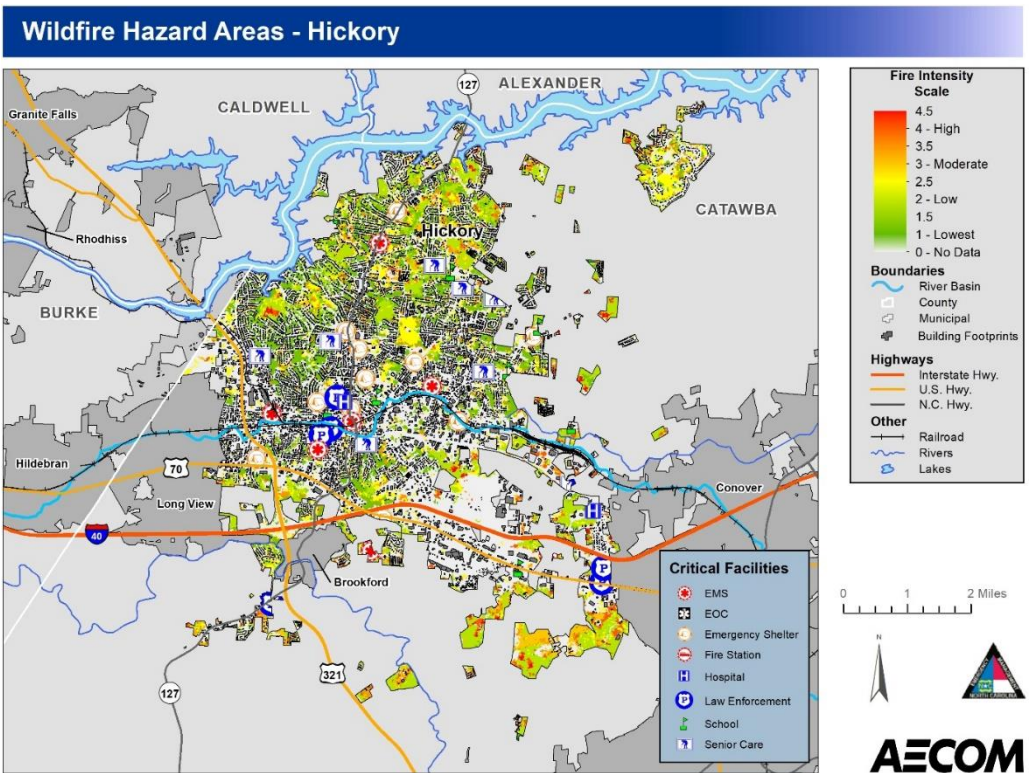 Wildfire Hazard Areas - Hickory
127
ALEXANDER
CALDWELL
Granite Falls
CATAWBA
Rhodhiss
Hickory
BURKE
Hildebran
70
Long View
Conover
40
Brookford
321
127
Fire Intensity
Scale
4.5
4 - High
3.5
3 - Moderate
2.5
2 - Low
1.5
1 - Lowest
0 - No Data
Boundaries
River Basin
County
Municipal
Building Footprints
Highways
Interstate Hwy.
U.S. Hwy.
N.C. Hwy.
Other
Railroad
Rivers
Lakes
Critical Facilities
EMS
EOC
Emergency Shelter
Fire Station
H Hospital
P Law Enforcement
School
Senior Care
0 1 2 Miles
N
NORTH CAROLINA
AECOM